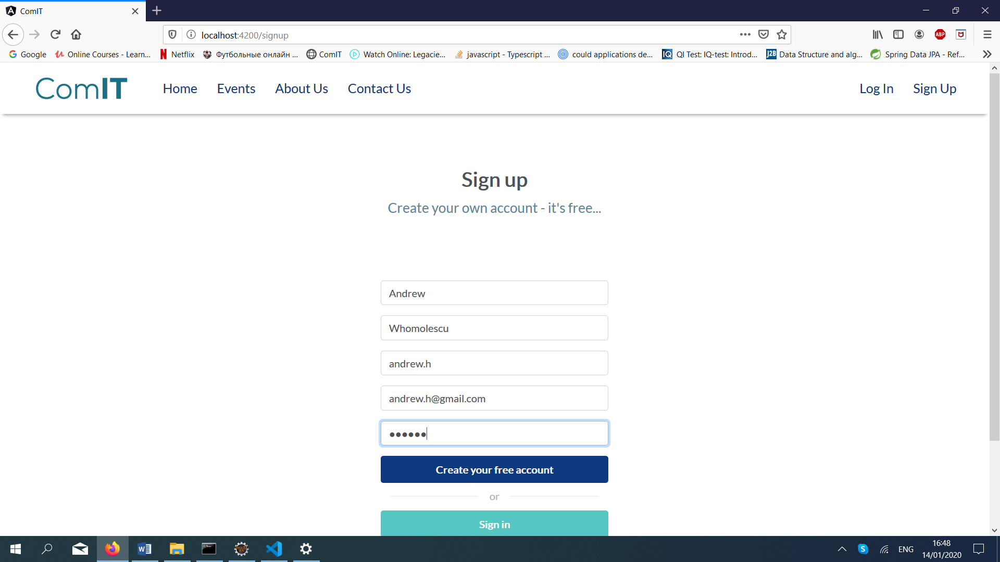 ComIT
localhost:4200/signup
Google
Online Courses - Learn...
Netflix
Футбольные онлайн ...
ComIT
Watch Online: Legacie...
javascript - Typescript ...
could applications de...
IQ
QI Test: IQ-test: Introd...
J2B
Data Structure and alg...
Spring Data JPA - Ref...
ABP
ComIT
Home
Events
About Us
Contact Us
Log In
Sign Up
Sign up
Create your own account - it's free...
Andrew
Whomolescu
andrew.h
andrew.h@gmail.com
Create your free account
or
Sign in
ENG
16:48
14/01/2020